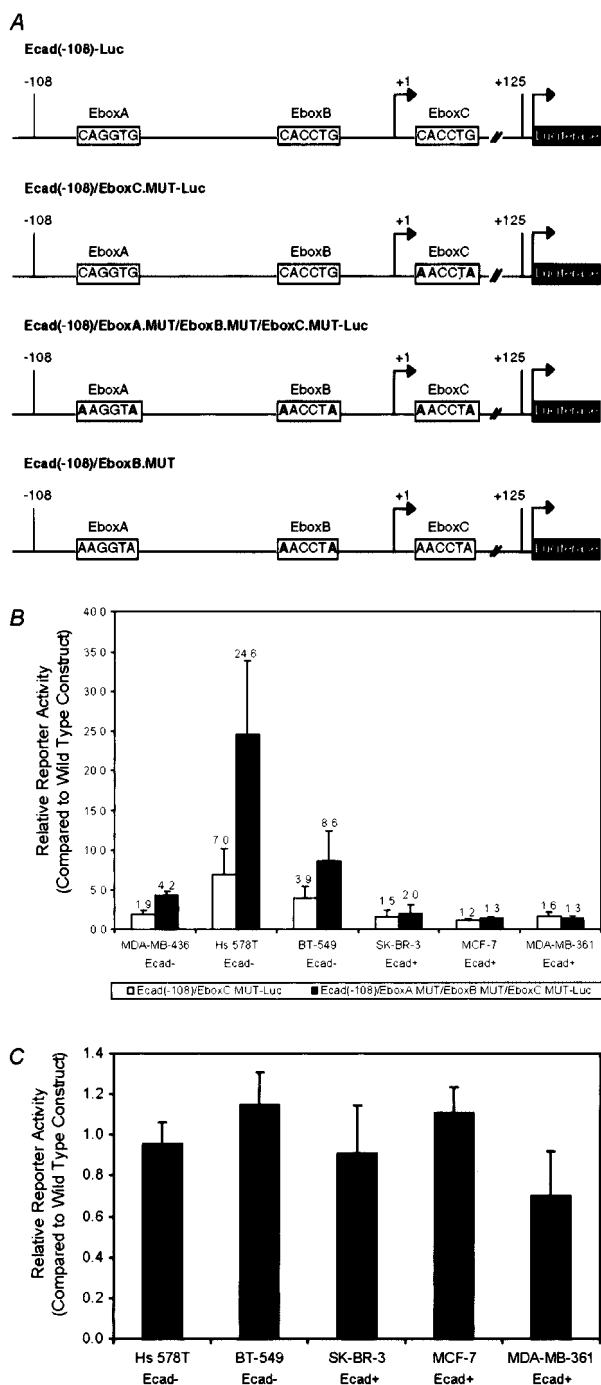 A
Ecad(-108)-Luc
-108 +1 +125
EboxA EboxB EboxC
CAGGTG CACCTG CACCTG Luciferase
Ecad(-108)/EboxC.MUT-Luc
-108 +1 +125
EboxA EboxB EboxC
CAGGTG CACCTG AACCTA Luciferase
Ecad(-108)/EboxA.MUT/EboxB.MUT/EboxC.MUT-Luc
-108 +1 +125
EboxA EboxB EboxC
AAGGTA AACCTA AACCTA Luciferase
Ecad(-108)/EboxB.MUT
-108 +1 +125
EboxA EboxB EboxC
AAGGTA AACCTA AACCTA Luciferase
B
Relative Reporter Activity
(Compared to Wild Type Construct)
40 0
35 0
30 0
25 0
20 0
15 0
10 0
5 0
0 0
1 9 4 2 7 0 24 6 3 9 8 6 1 5 2 0 1 2 1 3 1 6 1 3
MDA-MB-436 Hs 578T BT-549 SK-BR-3 MCF-7 MDA-MB-361
Ecad- Ecad- Ecad- Ecad+ Ecad+ Ecad+
Ecad(-108)/EboxC MUT-Luc Ecad(-108)/EboxA MUT/EboxB MUT/EboxC MUT-Luc
C
Relative Reporter Activity
(Compared to Wild Type Construct)
1.4
1.2
1.0
0.8
0.6
0.4
0.2
0.0
Hs 578T BT-549 SK-BR-3 MCF-7 MDA-MB-361
Ecad- Ecad- Ecad+ Ecad+ Ecad+